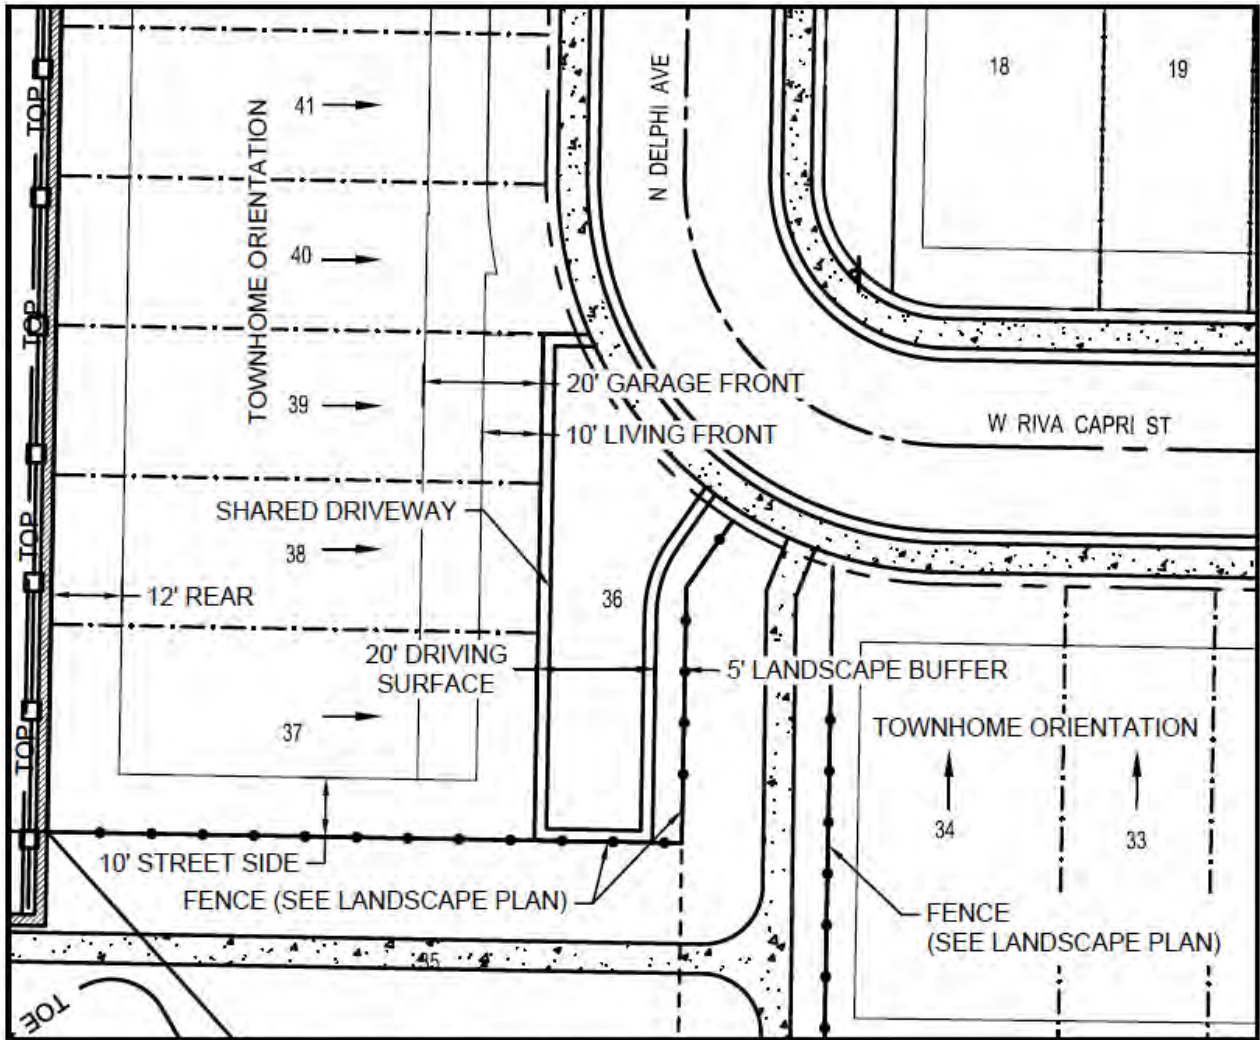 TOP
41
TOWNHOME ORIENTATION
N DELPHI AVE
18
19
40
TOP
39
20' GARAGE FRONT
10' LIVING FRONT
W RIVA CAPRI ST
SHARED DRIVEWAY
TOP
38
12' REAR
36
20' DRIVING
SURFACE
5' LANDSCAPE BUFFER
TOP
37
TOWNHOME ORIENTATION
34
33
10' STREET SIDE
FENCE (SEE LANDSCAPE PLAN)
FENCE
(SEE LANDSCAPE PLAN)
35
TOE